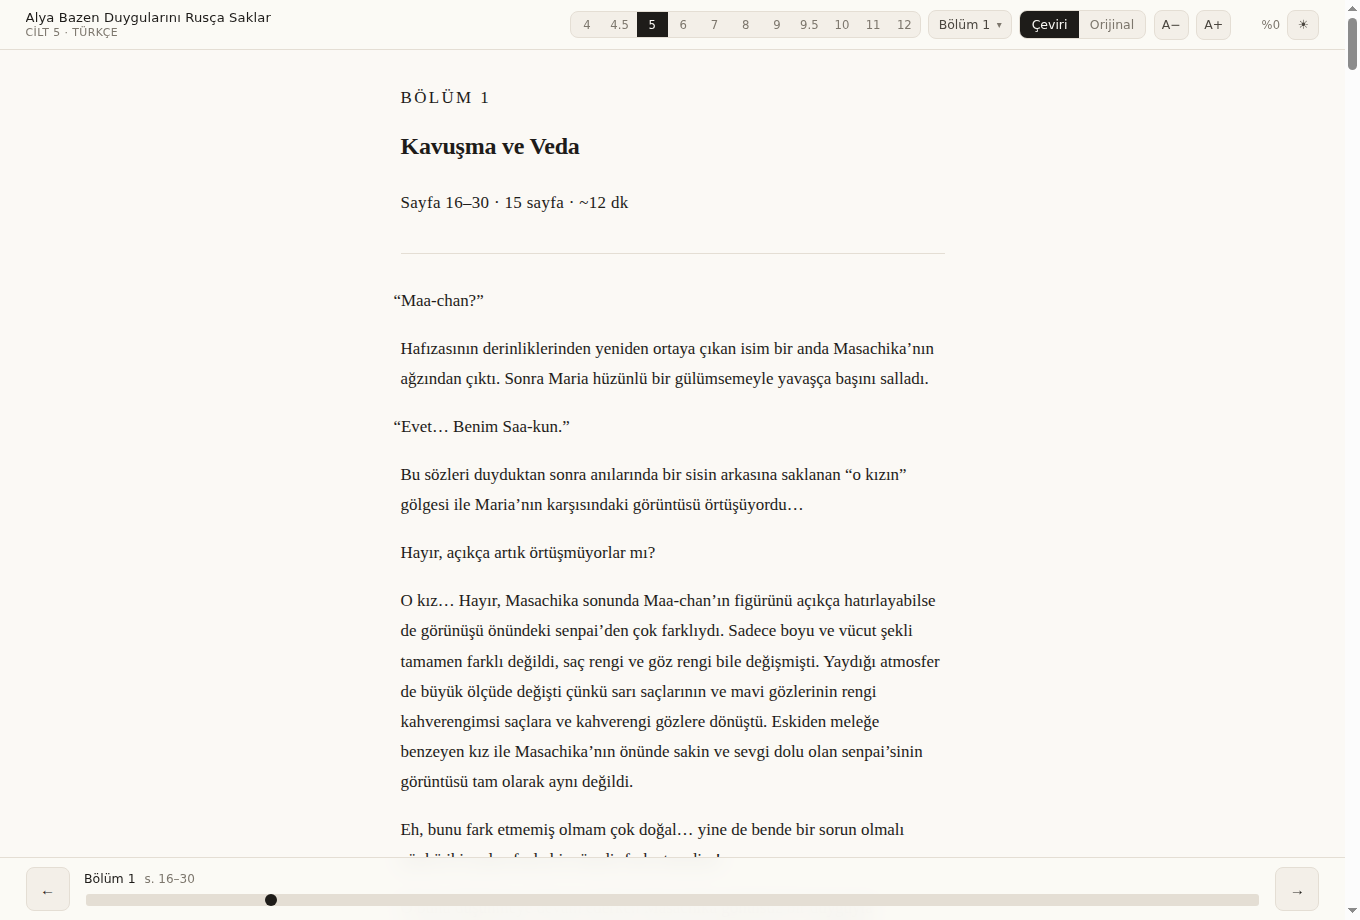 Alya Bazen Duygularını Rusça Saklar
CİLT 5 · TÜRKÇE
4 4.5 5 6 7 8 9 9.5 10 11 12
Bölüm 1 ▾
Çeviri Orijinal
A− A+
%0 ☀
BÖLÜM 1
Kavuşma ve Veda
Sayfa 16–30 · 15 sayfa · ~12 dk
“Maa-chan?”
Hafızasının derinliklerinden yeniden ortaya çıkan isim bir anda Masachika’nın
ağzından çıktı. Sonra Maria hüzünlü bir gülümsemeyle yavaşça başını salladı.
“Evet… Benim Saa-kun.”
Bu sözleri duyduktan sonra anılarında bir sisin arkasına saklanan “o kızın”
gölgesi ile Maria’nın karşısındaki görüntüsü örtüşüyordu…
Hayır, açıkça artık örtüşmüyorlar mı?
O kız… Hayır, Masachika sonunda Maa-chan’ın figürünü açıkça hatırlayabilse
de görünüşü önündeki senpai’den çok farklıydı. Sadece boyu ve vücut şekli
tamamen farklı değildi, saç rengi ve göz rengi bile değişmişti. Yaydığı atmosfer
de büyük ölçüde değişti çünkü sarı saçlarının ve mavi gözlerinin rengi
kahverengimsi saçlara ve kahverengi gözlere dönüştü. Eskiden meleğe
benzeyen kız ile Masachika’nın önünde sakin ve sevgi dolu olan senpai’sinin
görüntüsü tam olarak aynı değildi.
Eh, bunu fark etmemiş olmam çok doğal… yine de bende bir sorun olmalı
←
Bölüm 1 s. 16–30
→